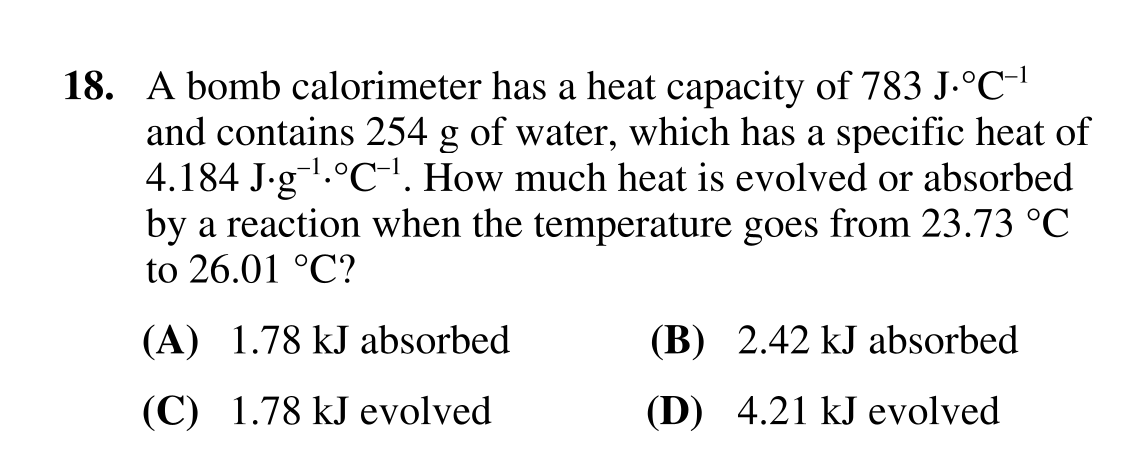 18. A bomb calorimeter has a heat capacity of 783 J·°C⁻¹
and contains 254 g of water, which has a specific heat of
4.184 J·g⁻¹·°C⁻¹. How much heat is evolved or absorbed
by a reaction when the temperature goes from 23.73 °C
to 26.01 °C?
(A) 1.78 kJ absorbed (B) 2.42 kJ absorbed
(C) 1.78 kJ evolved (D) 4.21 kJ evolved